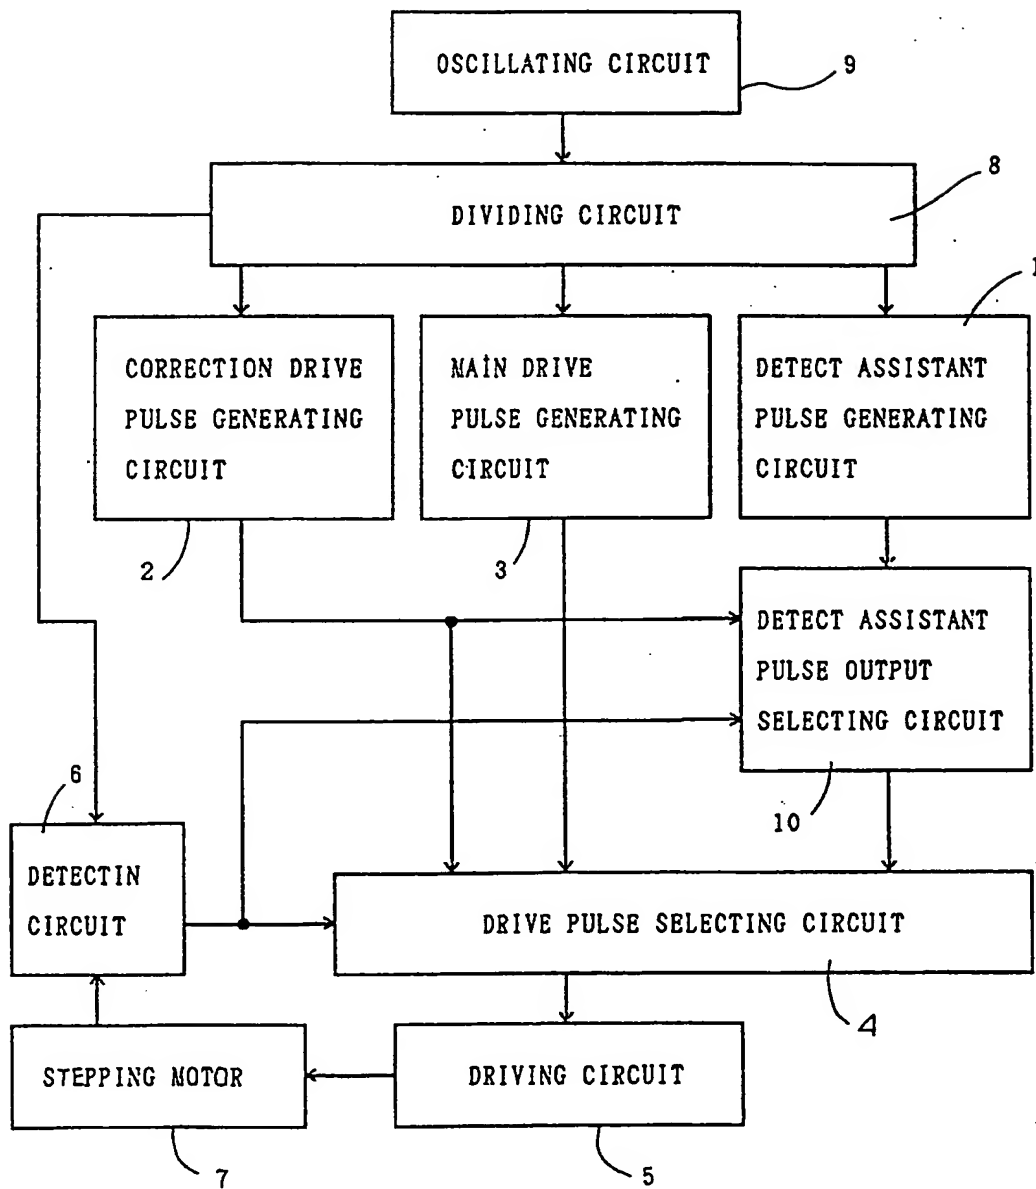 OSCILLATING CIRCUIT
9
DIVIDING CIRCUIT
8
1
CORRECTION DRIVE
PULSE GENERATING
CIRCUIT
2
MAIN DRIVE
PULSE GENERATING
CIRCUIT
3
DETECT ASSISTANT
PULSE GENERATING
CIRCUIT
DETECT ASSISTANT
PULSE OUTPUT
SELECTING CIRCUIT
10
6
DETECTIN
CIRCUIT
DRIVE PULSE SELECTING CIRCUIT
4
STEPPING MOTOR
7
DRIVING CIRCUIT
5